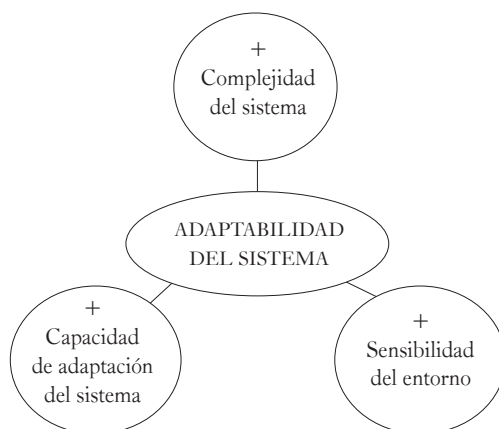 +
Complejidad
del sistema
ADAPTABILIDAD
DEL SISTEMA
+
Capacidad
de adaptación
del sistema
+
Sensibilidad
del entorno